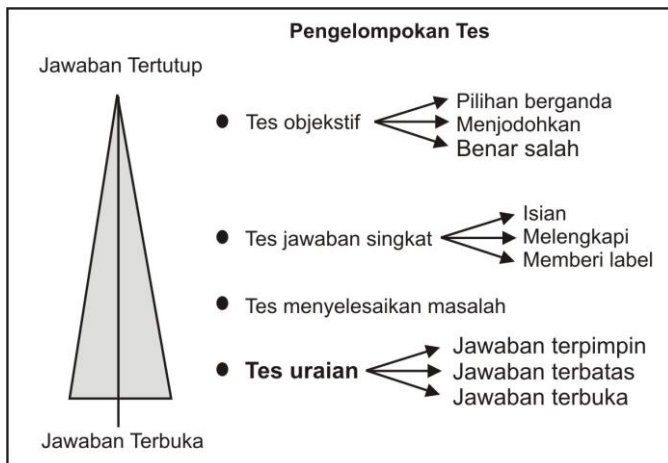 Pengelompokan Tes
Jawaban Tertutup
Tes objekstif
Pilihan berganda
Menjodohkan
Benar salah
Tes jawaban singkat
Isian
Melengkapi
Memberi label
Tes menyelesaikan masalah
Tes uraian
Jawaban terpimpin
Jawaban terbatas
Jawaban terbuka
Jawaban Terbuka